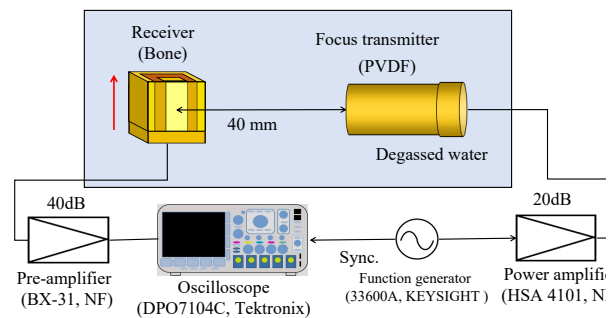 Receiver
(Bone)
Focus transmitter
(PVDF)
40 mm
Degassed water
40dB
20dB
Sync.
Pre-amplifier
(BX-31, NF)
Oscilloscope
(DPO7104C, Tektronix)
Function generator
(33600A, KEYSIGHT )
Power amplifie
(HSA 4101, N